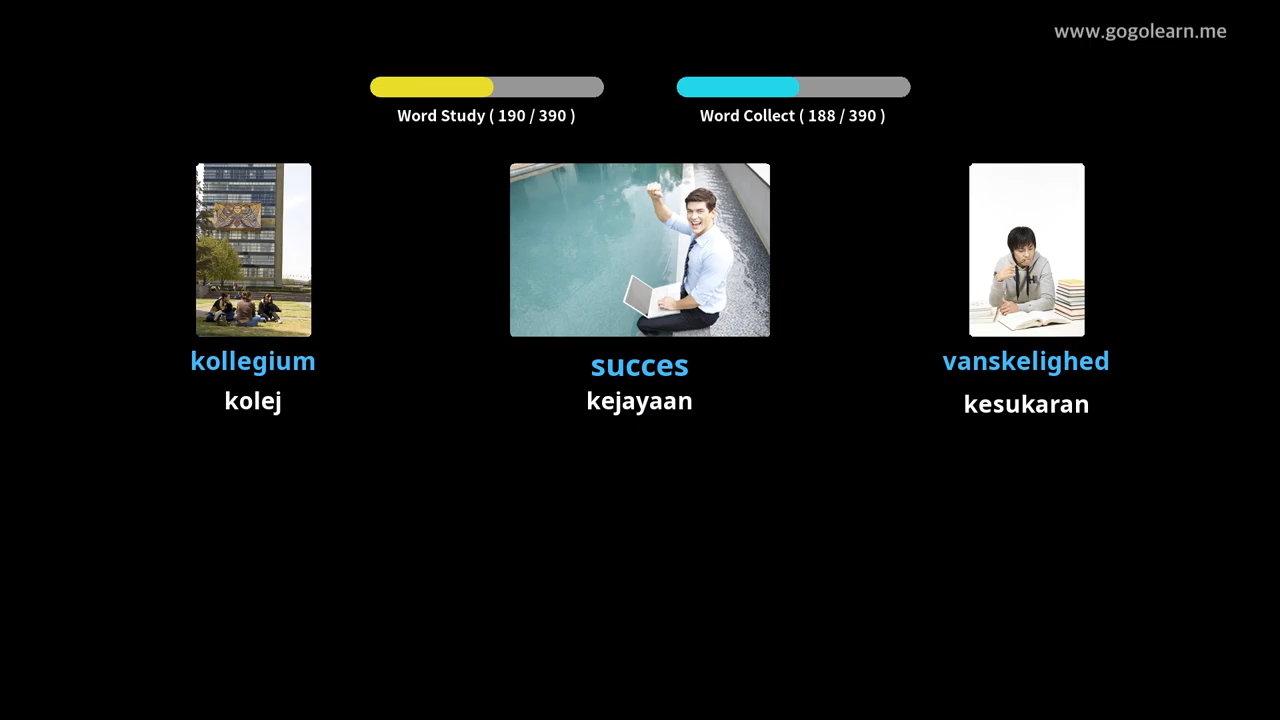 www.gogolearn.me
Word Study ( 190 / 390 )
Word Collect ( 188 / 390 )
kollegium
kolej
succes
kejayaan
vanskelighed
kesukaran